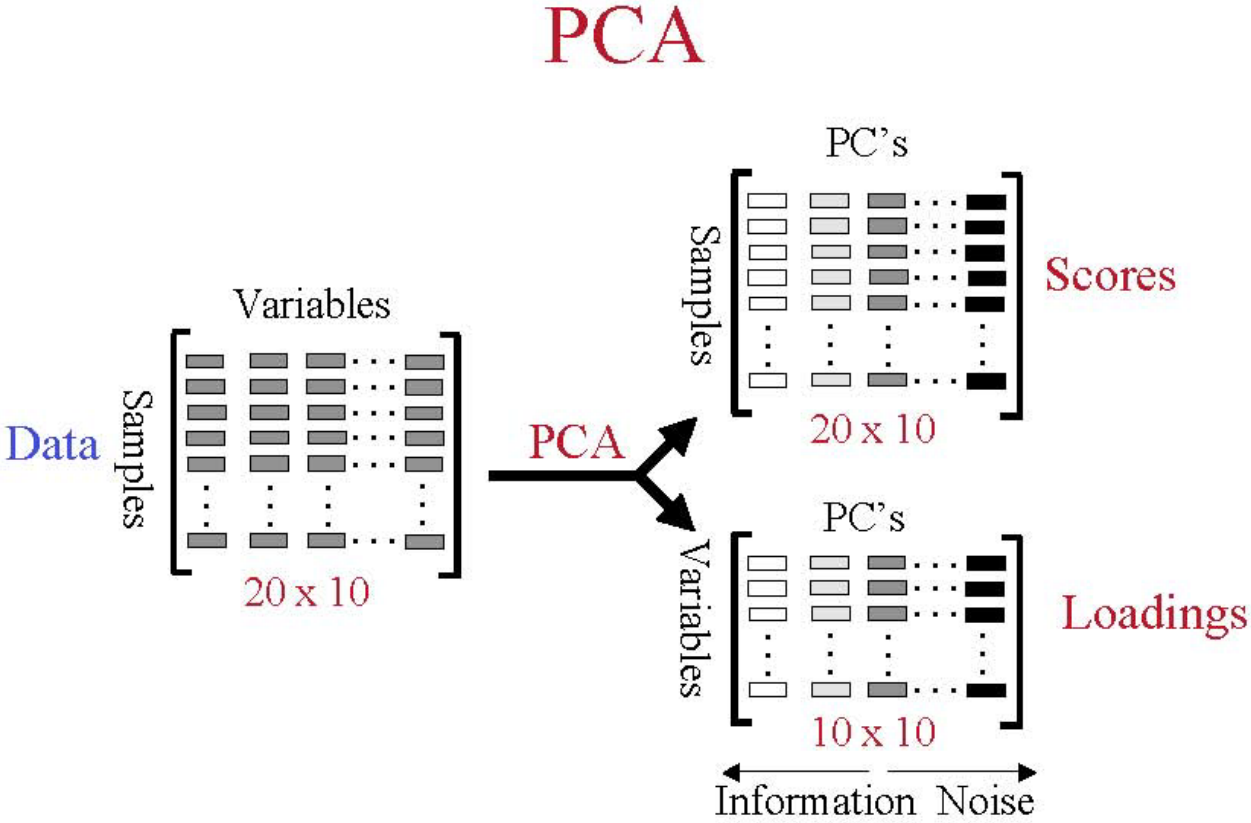 PCA
Variables
Data
Samples
20 x 10
PCA
PC's
Samples
Scores
20 x 10
PC's
Variables
Loadings
10 x 10
Information Noise